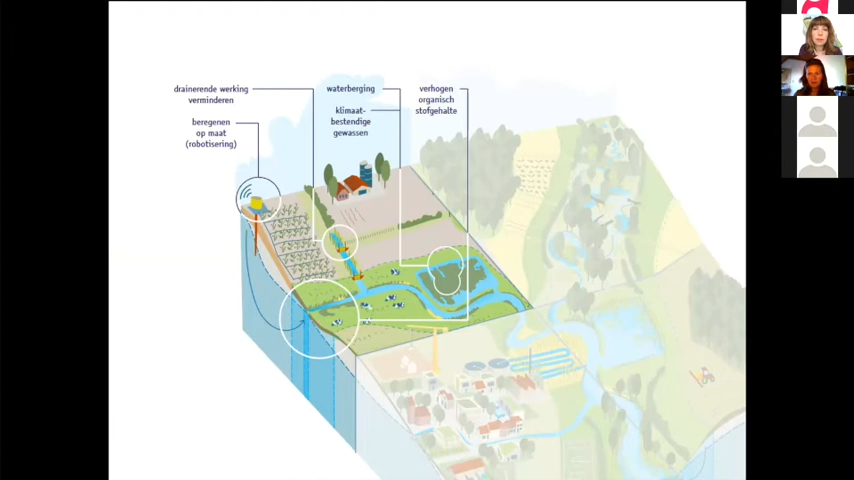 drainerende werking
verminderen
beregenen
op maat
(robotisering)
waterberging
klimaat-
bestendige
gewassen
verhogen
organisch
stofgehalte